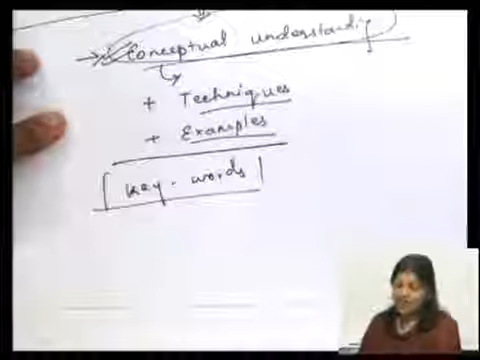 Conceptual understanding
+ Techniques
+ Examples
Key-words